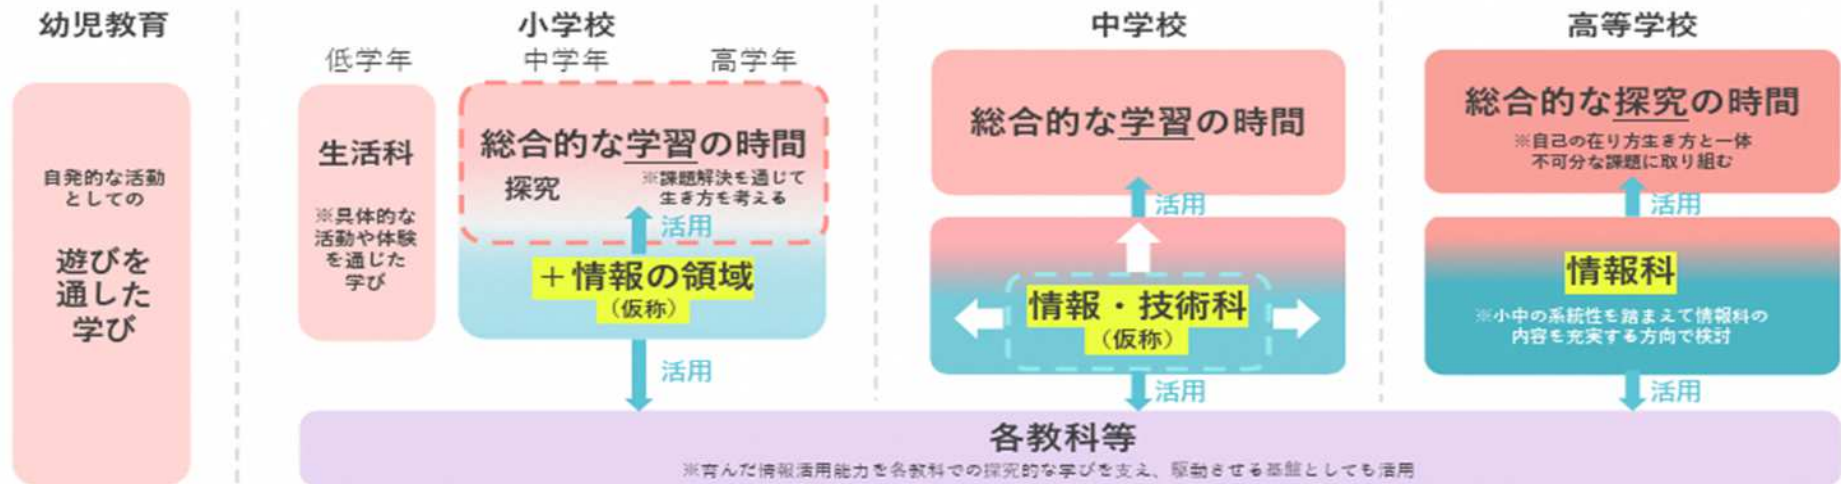 幼児教育
自発的な活動
としての
遊びを
通した
学び
小学校
低学年
中学年
高学年
生活科
※具体的な
活動や体験
を通じた
学び
総合的な学習の時間
探究
※課題解決を通じて
生き方を考える
活用
＋情報の領域
（仮称）
活用
中学校
総合的な学習の時間
活用
情報・技術科
（仮称）
活用
高等学校
総合的な探究の時間
※自己の在り方生き方と一体
不可分な課題に取り組む
活用
情報科
※小中の系統性を踏まえて情報科の
内容を充実する方向で検討
活用
各教科等
※育んだ情報活用能力を各教科での探究的な学びを支え、駆動させる基盤としても活用